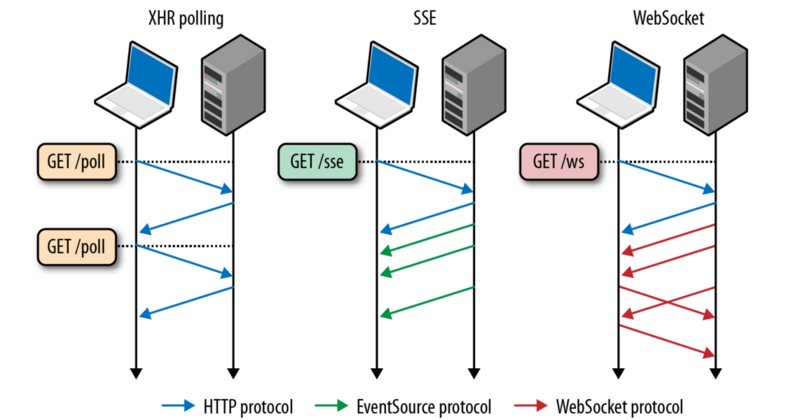 XHR polling
SSE
WebSocket
GET /poll
GET /sse
GET /ws
GET /poll
HTTP protocol
EventSource protocol
WebSocket protocol